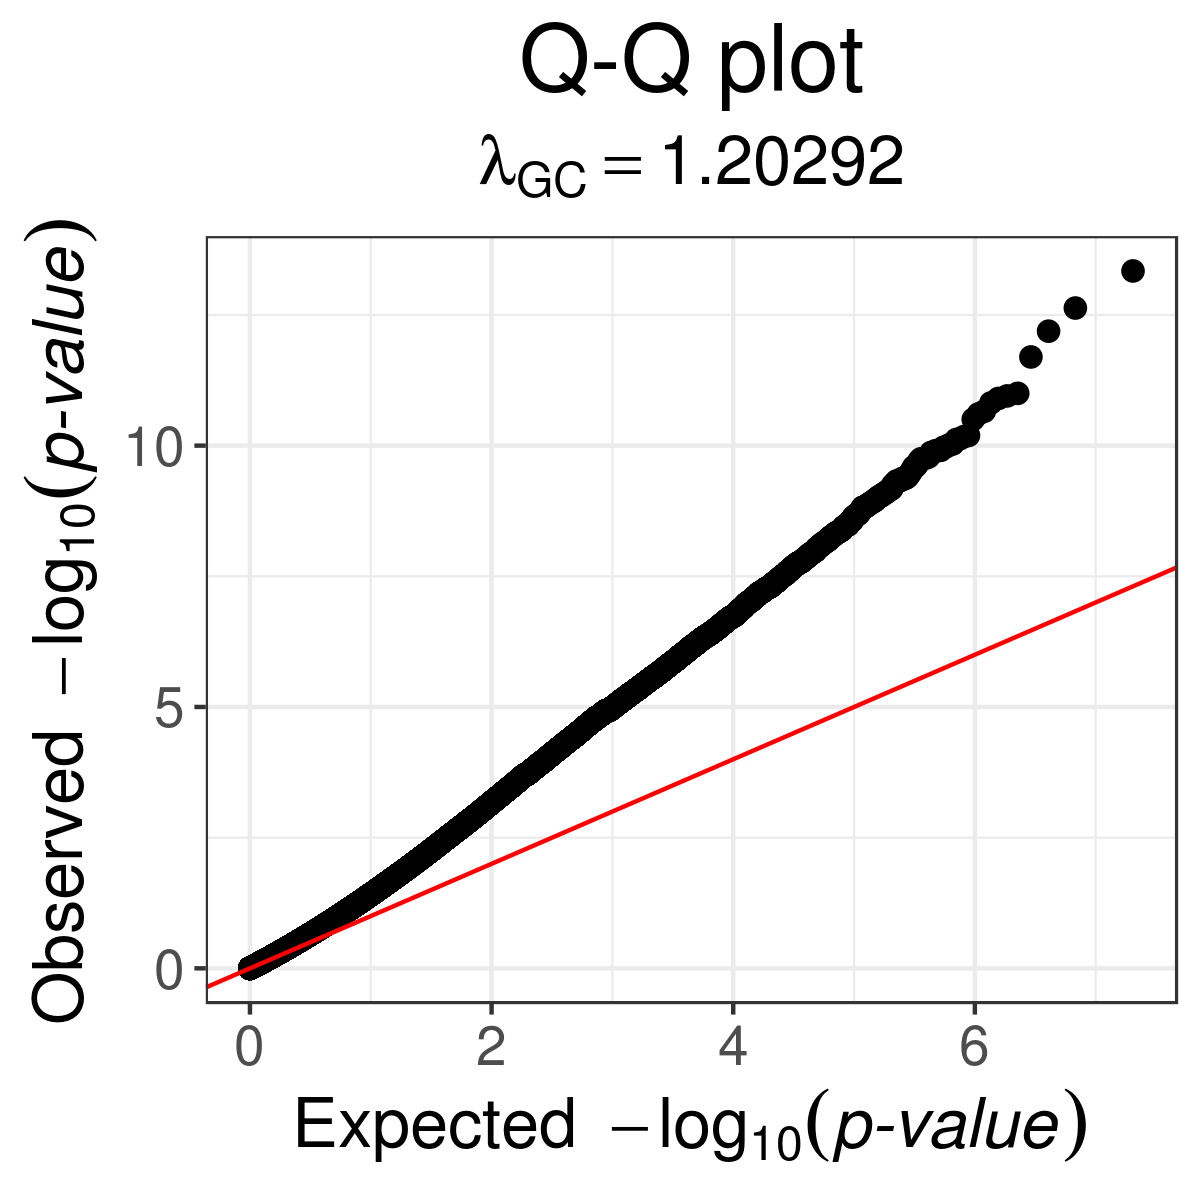 Q-Q plot
λGC = 1.20292
Observed −log10(p-value)
10
5
0
0 2 4 6
Expected −log10(p-value)